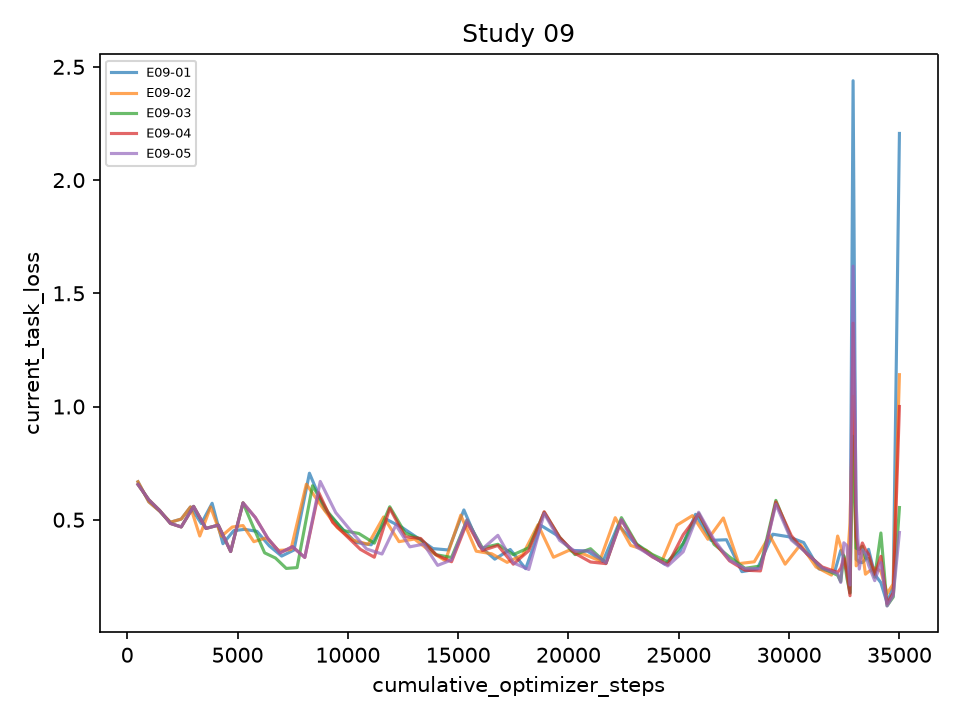 Study 09
2.5
2.0
1.5
1.0
0.5
current_task_loss
E09-01
E09-02
E09-03
E09-04
E09-05
0 5000 10000 15000 20000 25000 30000 35000
cumulative_optimizer_steps